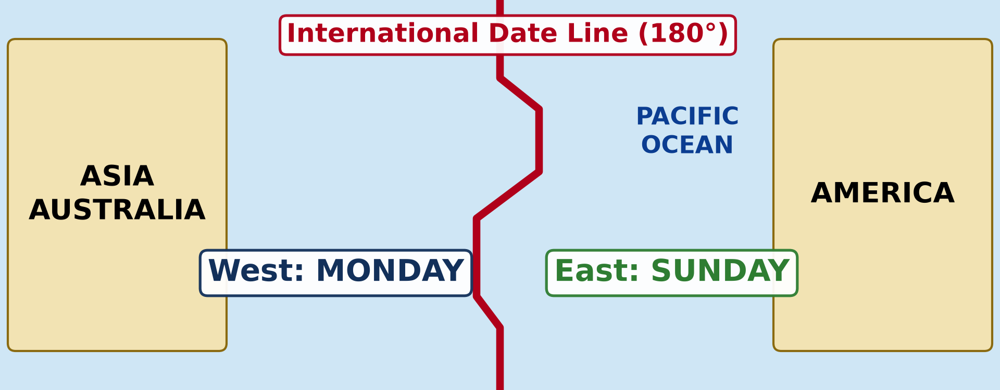 International Date Line (180°)
PACIFIC
OCEAN
ASIA
AUSTRALIA
AMERICA
West: MONDAY
East: SUNDAY